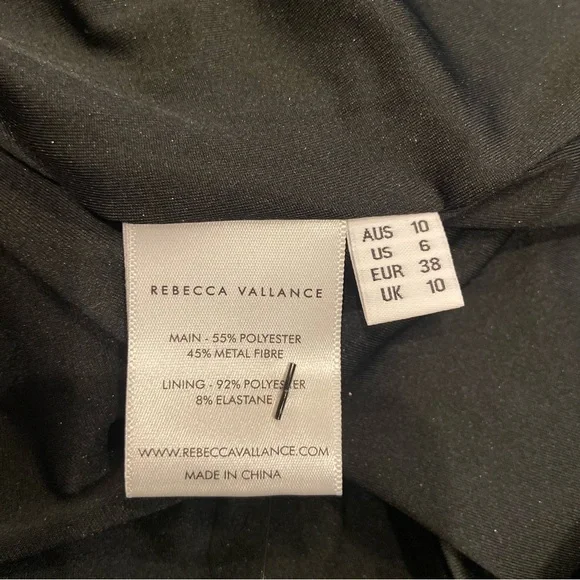 REBECCA VALLANCE
MAIN - 55% POLYESTER
45% METAL FIBRE
LINING - 92% POLYESTER
8% ELASTANE
WWW.REBECCAVALLANCE.COM
MADE IN CHINA
AUS 10
US 6
EUR 38
UK 10